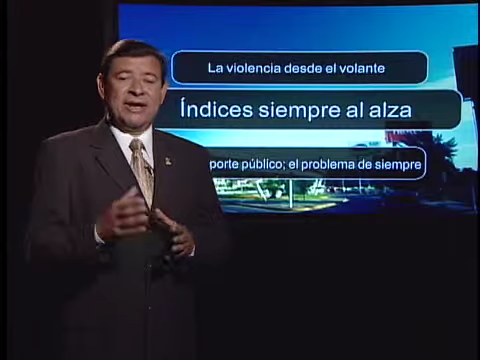 La violencia desde el volante
Índices siempre al alza
porte público; el problema de siempre